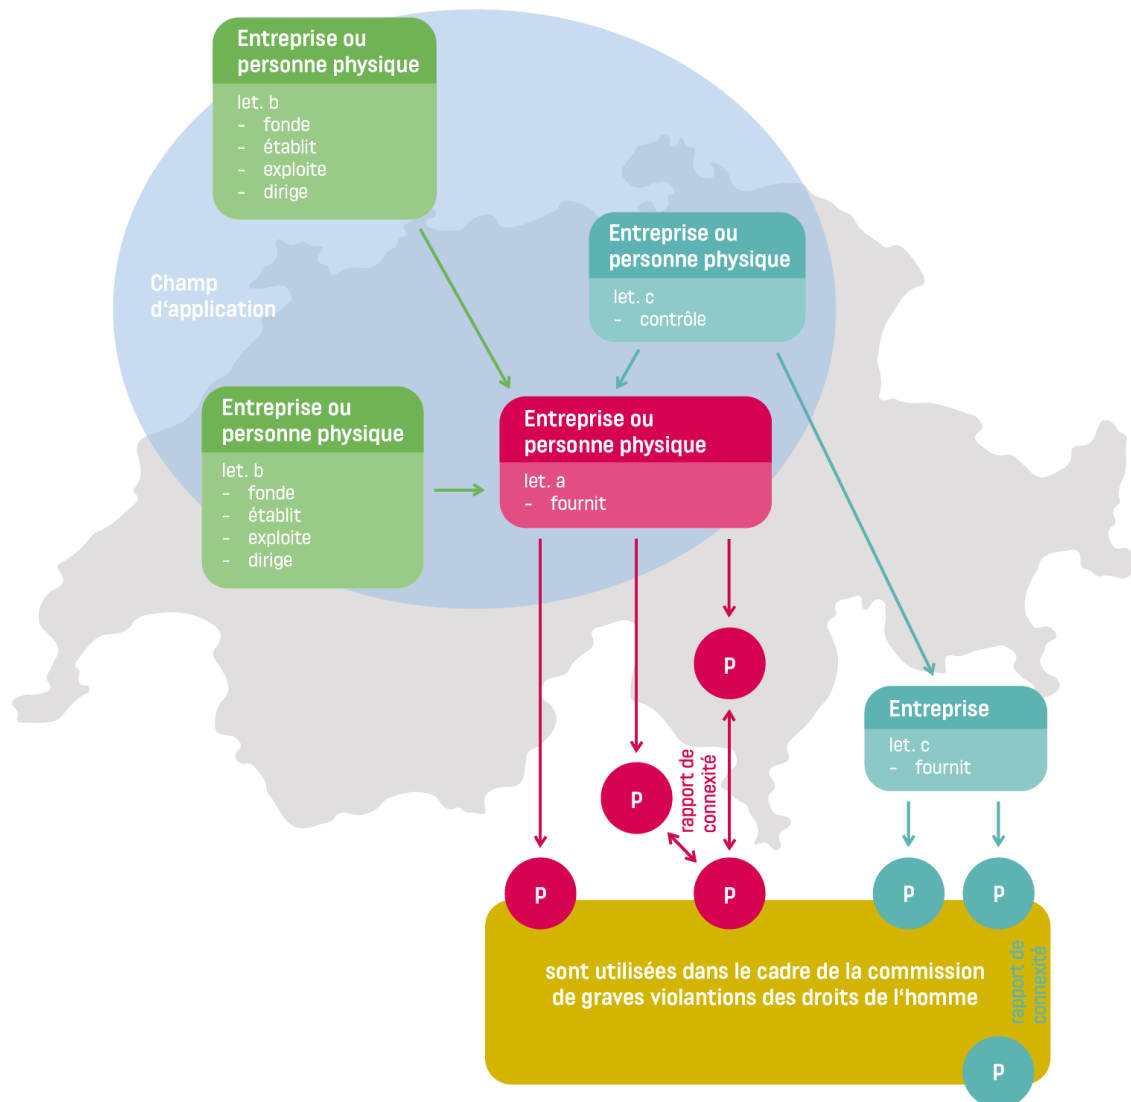 Entreprise ou
personne physique
let. b
- fonde
- établit
- exploite
- dirige
Entreprise ou
personne physique
let. c
- contrôle
Champ
d'application
Entreprise ou
personne physique
let. b
- fonde
- établit
- exploite
- dirige
Entreprise ou
personne physique
let. a
- fournit
P
Entreprise
let. c
- fournit
rapport de
connexité
P
P
P
P
P
sont utilisées dans le cadre de la commission
de graves violantions des droits de l'homme
rapport de
connexité
P